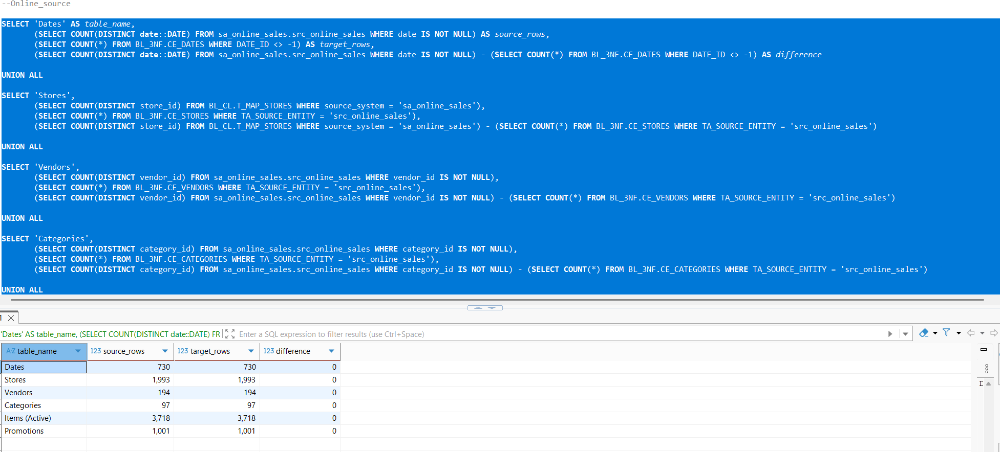 --Online_source
SELECT 'Dates' AS table_name,
(SELECT COUNT(DISTINCT date::DATE) FROM sa_online_sales.src_online_sales WHERE date IS NOT NULL) AS source_rows,
(SELECT COUNT(*) FROM BL_3NF.CE_DATES WHERE DATE_ID <> -1) AS target_rows,
(SELECT COUNT(DISTINCT date::DATE) FROM sa_online_sales.src_online_sales WHERE date IS NOT NULL) - (SELECT COUNT(*) FROM BL_3NF.CE_DATES WHERE DATE_ID <> -1) AS difference
UNION ALL
SELECT 'Stores',
(SELECT COUNT(DISTINCT store_id) FROM BL_CL.T_MAP_STORES WHERE source_system = 'sa_online_sales'),
(SELECT COUNT(*) FROM BL_3NF.CE_STORES WHERE TA_SOURCE_ENTITY = 'src_online_sales'),
(SELECT COUNT(DISTINCT store_id) FROM BL_CL.T_MAP_STORES WHERE source_system = 'sa_online_sales') - (SELECT COUNT(*) FROM BL_3NF.CE_STORES WHERE TA_SOURCE_ENTITY = 'src_online_sales')
UNION ALL
SELECT 'Vendors',
(SELECT COUNT(DISTINCT vendor_id) FROM sa_online_sales.src_online_sales WHERE vendor_id IS NOT NULL),
(SELECT COUNT(*) FROM BL_3NF.CE_VENDORS WHERE TA_SOURCE_ENTITY = 'src_online_sales'),
(SELECT COUNT(DISTINCT vendor_id) FROM sa_online_sales.src_online_sales WHERE vendor_id IS NOT NULL) - (SELECT COUNT(*) FROM BL_3NF.CE_VENDORS WHERE TA_SOURCE_ENTITY = 'src_online_sales')
UNION ALL
SELECT 'Categories',
(SELECT COUNT(DISTINCT category_id) FROM sa_online_sales.src_online_sales WHERE category_id IS NOT NULL),
(SELECT COUNT(*) FROM BL_3NF.CE_CATEGORIES WHERE TA_SOURCE_ENTITY = 'src_online_sales'),
(SELECT COUNT(DISTINCT category_id) FROM sa_online_sales.src_online_sales WHERE category_id IS NOT NULL) - (SELECT COUNT(*) FROM BL_3NF.CE_CATEGORIES WHERE TA_SOURCE_ENTITY = 'src_online_sales')
UNION ALL
1
'Dates' AS table_name, (SELECT COUNT(DISTINCT date::DATE) FR Enter a SQL expression to filter results (use Ctrl+Space)
A-Z table_name 123 source_rows 123 target_rows 123 difference
Dates 730 730 0
Stores 1,993 1,993 0
Vendors 194 194 0
Categories 97 97 0
Items (Active) 3,718 3,718 0
Promotions 1,001 1,001 0